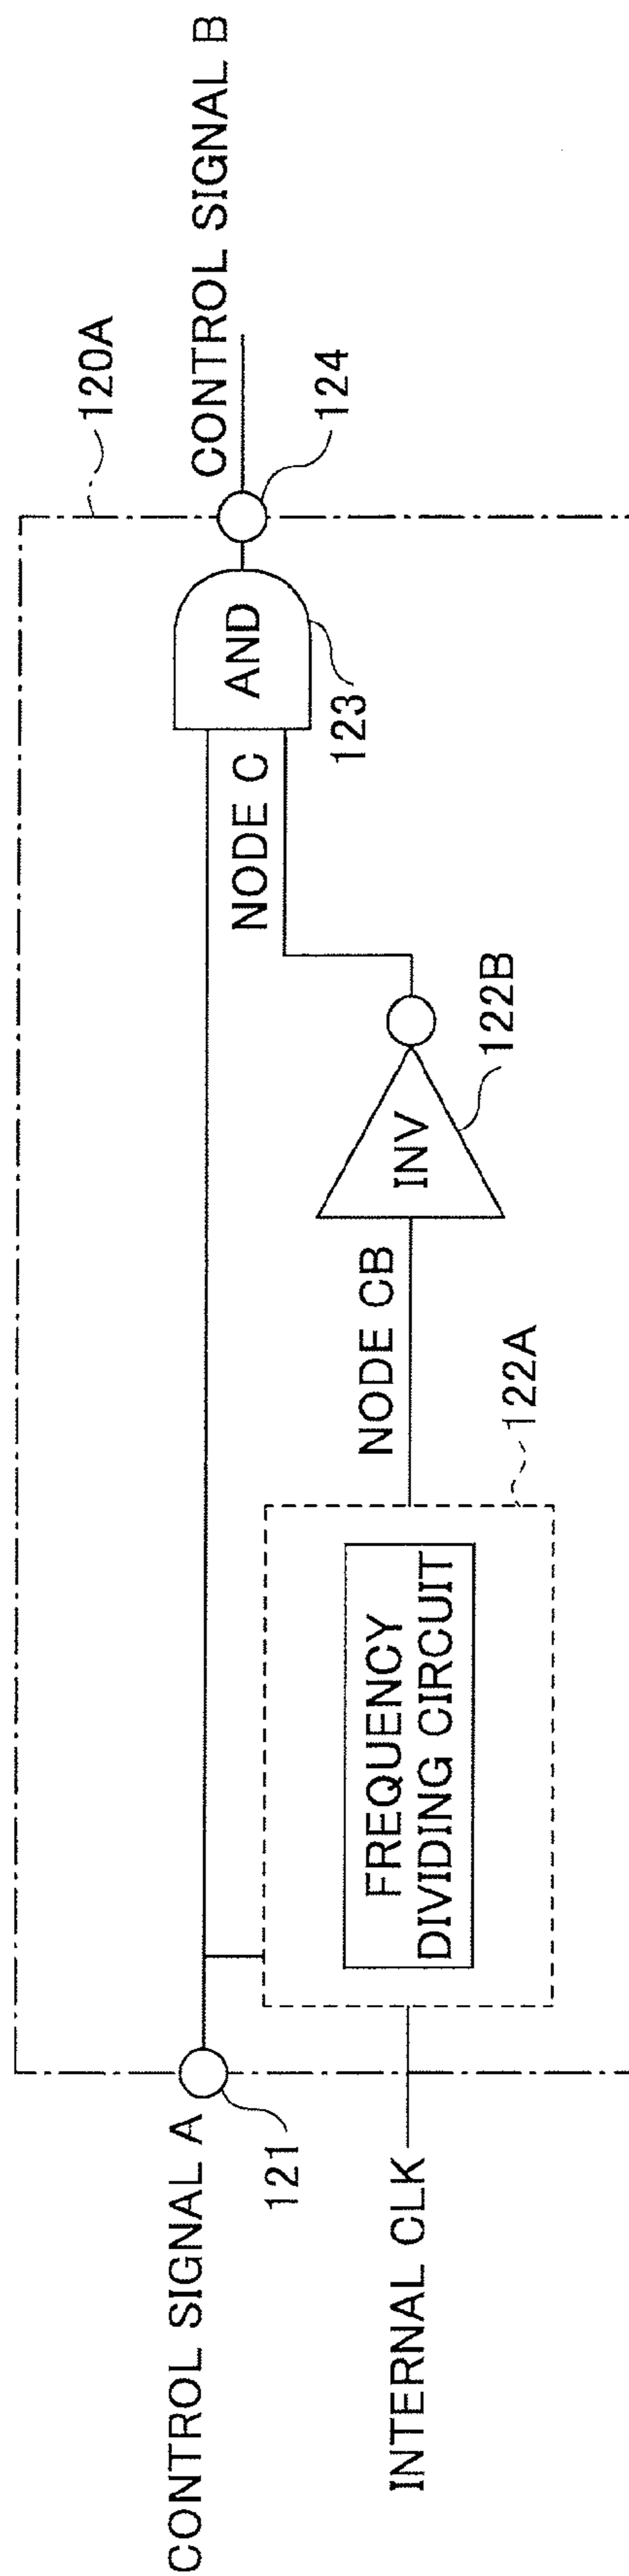 120A
CONTROL SIGNAL A
121
NODE C
AND
123
CONTROL SIGNAL B
124
INTERNAL CLK
FREQUENCY
DIVIDING CIRCUIT
122A
NODE CB
INV
122B